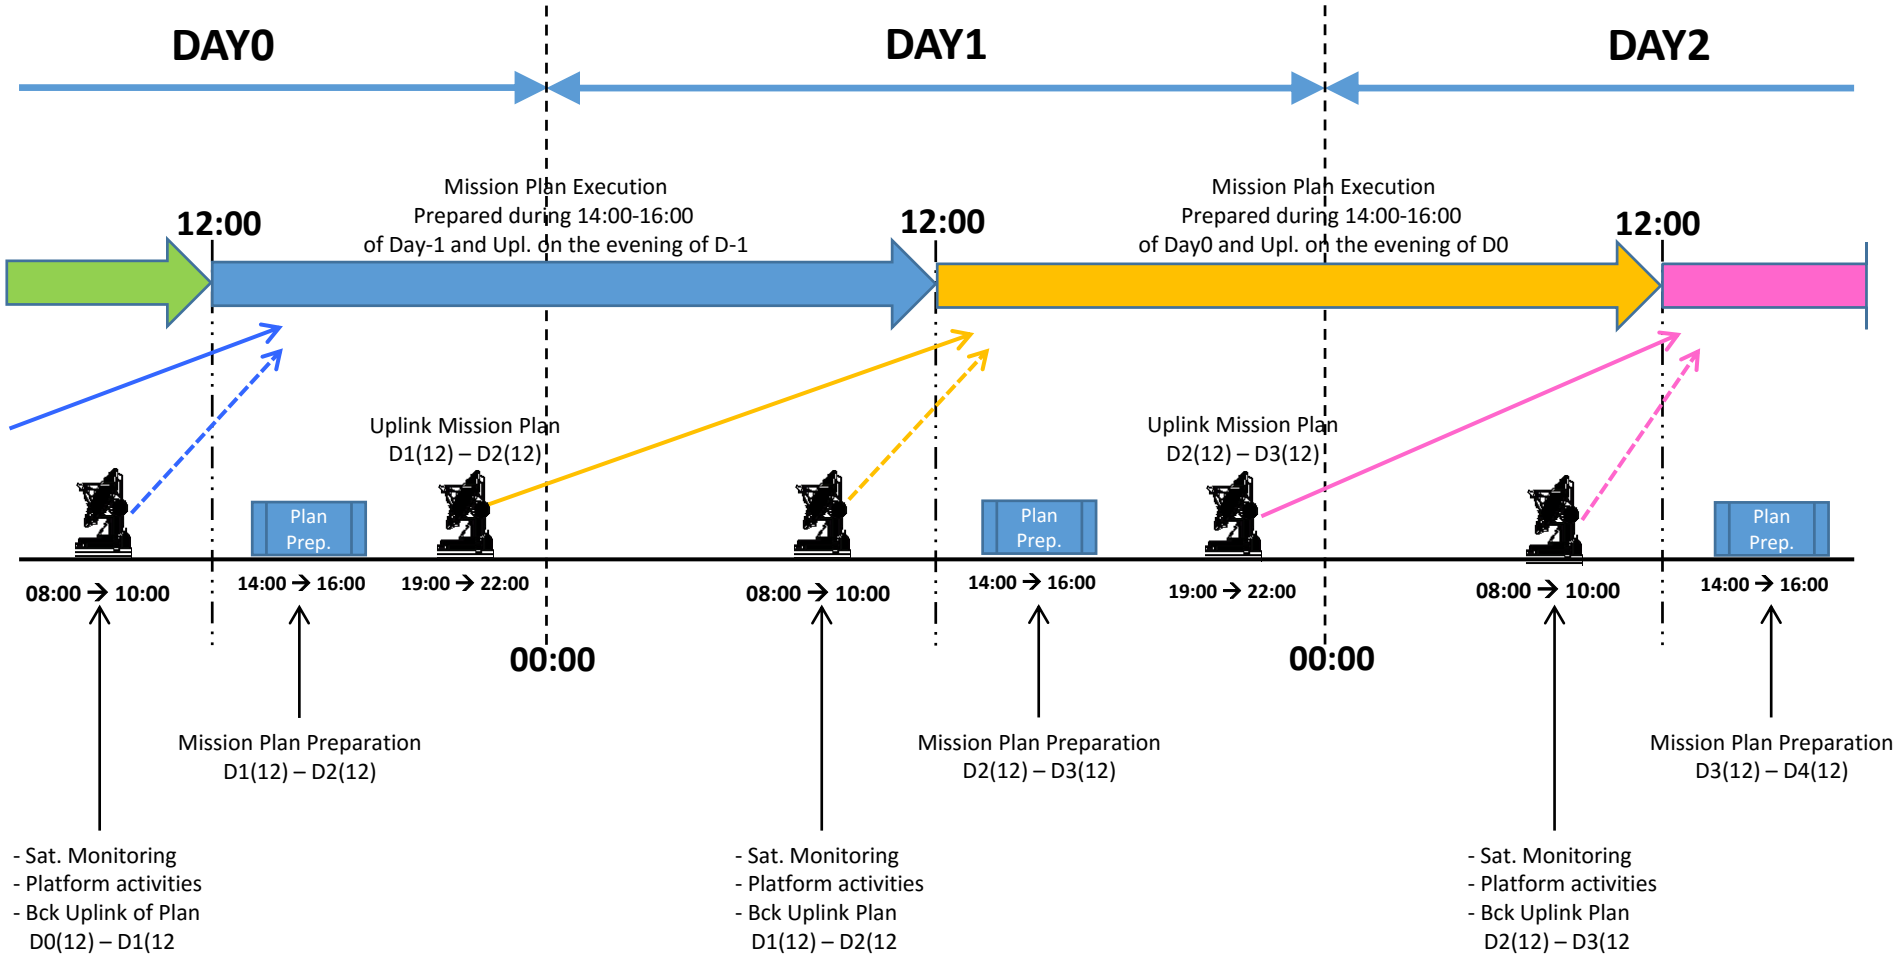 DAY0
DAY1
DAY2
Mission Plan Execution
Prepared during 14:00-16:00
of Day-1 and Upl. on the evening of D-1
Mission Plan Execution
Prepared during 14:00-16:00
of Day0 and Upl. on the evening of D0
12:00
12:00
12:00
Uplink Mission Plan
D1(12) – D2(12)
Uplink Mission Plan
D2(12) – D3(12)
Plan
Prep.
Plan
Prep.
Plan
Prep.
08:00 → 10:00
14:00 → 16:00
19:00 → 22:00
08:00 → 10:00
14:00 → 16:00
19:00 → 22:00
08:00 → 10:00
14:00 → 16:00
00:00
00:00
Mission Plan Preparation
D1(12) – D2(12)
Mission Plan Preparation
D2(12) – D3(12)
Mission Plan Preparation
D3(12) – D4(12)
- Sat. Monitoring
- Platform activities
- Bck Uplink of Plan
D0(12) – D1(12
- Sat. Monitoring
- Platform activities
- Bck Uplink Plan
D1(12) – D2(12
- Sat. Monitoring
- Platform activities
- Bck Uplink Plan
D2(12) – D3(12